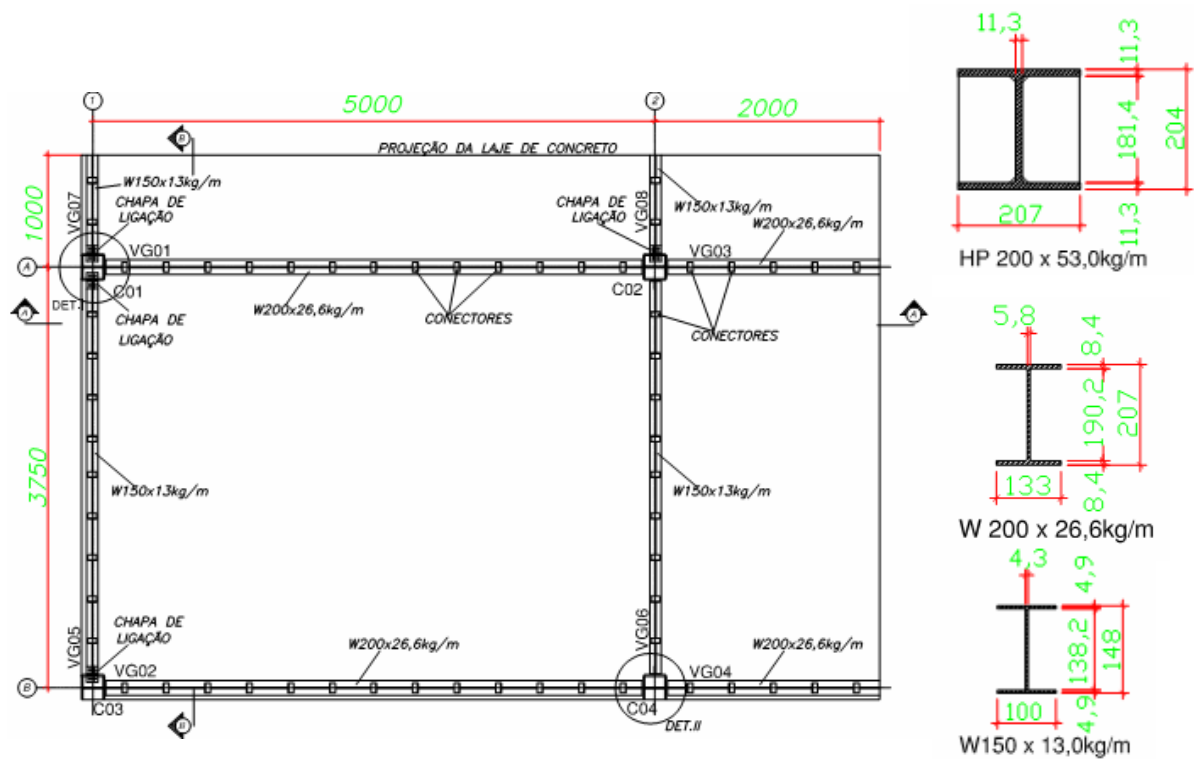 1
2
5000
2000
B
PROJEÇÃO DA LAJE DE CONCRETO
1000
VG07
W150x13kg/m
CHAPA DE
LIGAÇÃO
CHAPA DE
LIGAÇÃO
VG08
W150x13kg/m
W200x26,6kg/m
A
VG01
VG03
C01
C02
DET.I
A
CHAPA DE
LIGAÇÃO
W200x26,6kg/m
CONECTORES
CONECTORES
A
3750
W150x13kg/m
W150x13kg/m
CHAPA DE
LIGAÇÃO
VG05
VG06
W200x26,6kg/m
W200x26,6kg/m
B
VG02
VG04
C03
B
C04
DET.II
11,3
11,3
181,4
204
207
11,3
HP 200 x 53,0kg/m
5,8
8,4
190,2
207
133
8,4
W 200 x 26,6kg/m
4,3
4,9
138,2
148
100
4,9
W150 x 13,0kg/m